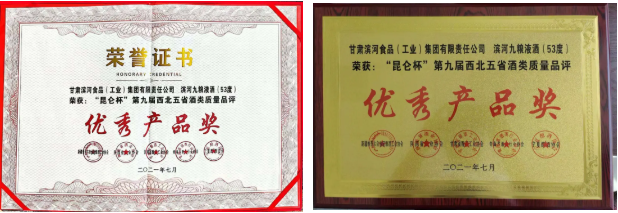 荣誉证书
HONORARY CREDENTIAL
甘肃滨河食品（工业）集团有限责任公司 滨河九粮液酒（53度）
荣获：“昆仑杯”第九届西北五省酒类质量品评
优秀产品奖
二〇二一年七月
甘肃滨河食品（工业）集团有限责任公司 滨河九粮液酒（53度）
荣获：“昆仑杯”第九届西北五省酒类质量品评
优秀产品奖
二〇二一年七月